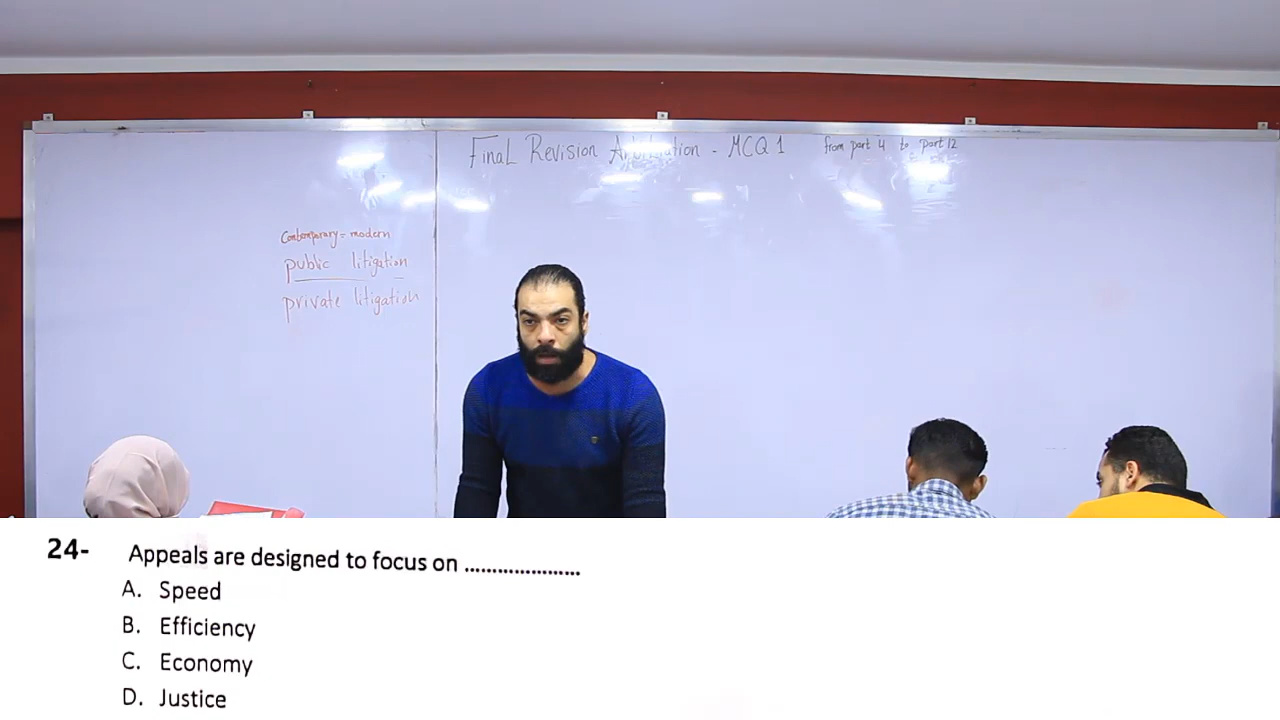 Final Revision Arbitration - MCQ 1 from part 4 to part 12
Contemporary = modern
public litigation
private litigation
24- Appeals are designed to focus on .....................
A. Speed
B. Efficiency
C. Economy
D. Justice